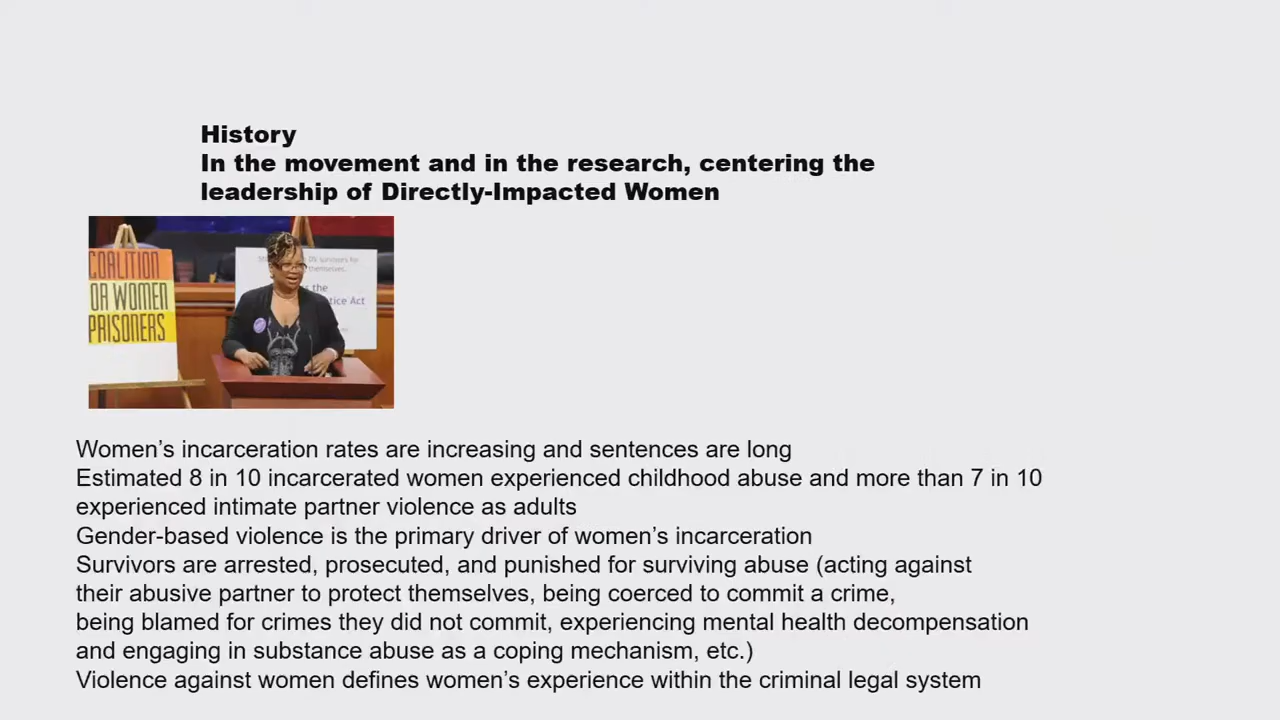 History
In the movement and in the research, centering the
leadership of Directly-Impacted Women
COALITION
OR WOMEN
PRISONERS
DV survivors for
themselves.
the
tice Act
Women’s incarceration rates are increasing and sentences are long
Estimated 8 in 10 incarcerated women experienced childhood abuse and more than 7 in 10
experienced intimate partner violence as adults
Gender-based violence is the primary driver of women’s incarceration
Survivors are arrested, prosecuted, and punished for surviving abuse (acting against
their abusive partner to protect themselves, being coerced to commit a crime,
being blamed for crimes they did not commit, experiencing mental health decompensation
and engaging in substance abuse as a coping mechanism, etc.)
Violence against women defines women’s experience within the criminal legal system